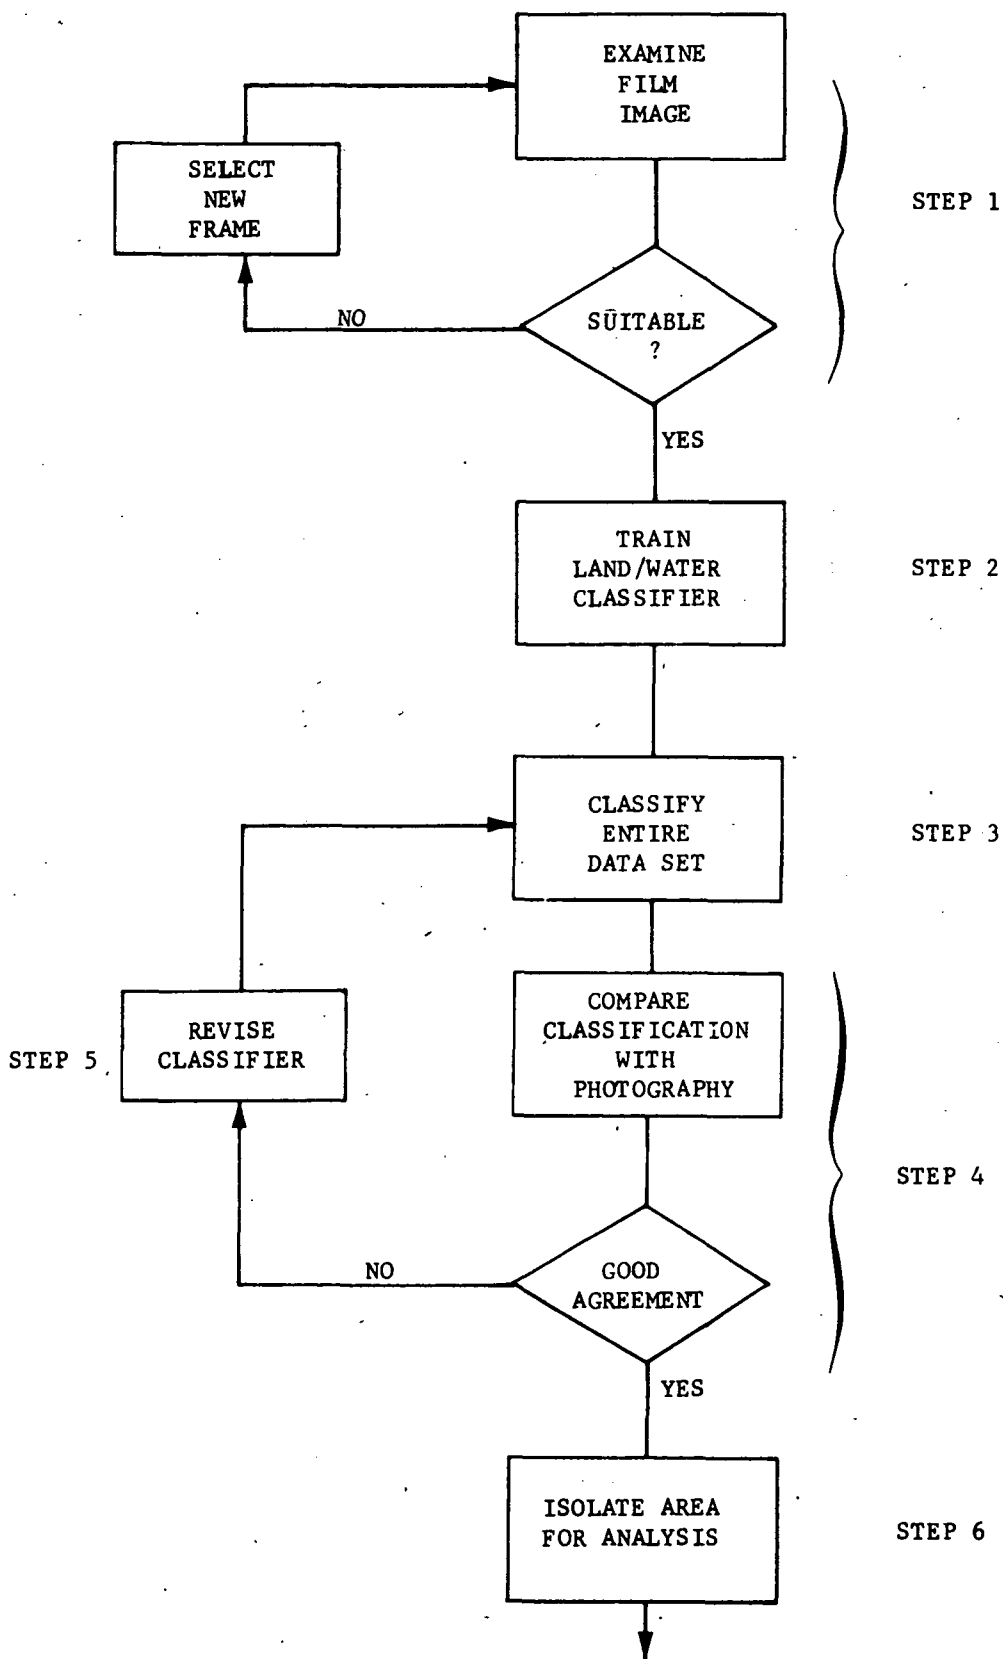 EXAMINE
FILM
IMAGE
SELECT
NEW
FRAME
STEP 1
NO
SUITABLE
?
YES
TRAIN
LAND/WATER
CLASSIFIER
STEP 2
CLASSIFY
ENTIRE
DATA SET
STEP 3
COMPARE
CLASSIFICATION
WITH
PHOTOGRAPHY
REVISE
CLASSIFIER
STEP 5
STEP 4
NO
GOOD
AGREEMENT
YES
ISOLATE AREA
FOR ANALYSIS
STEP 6